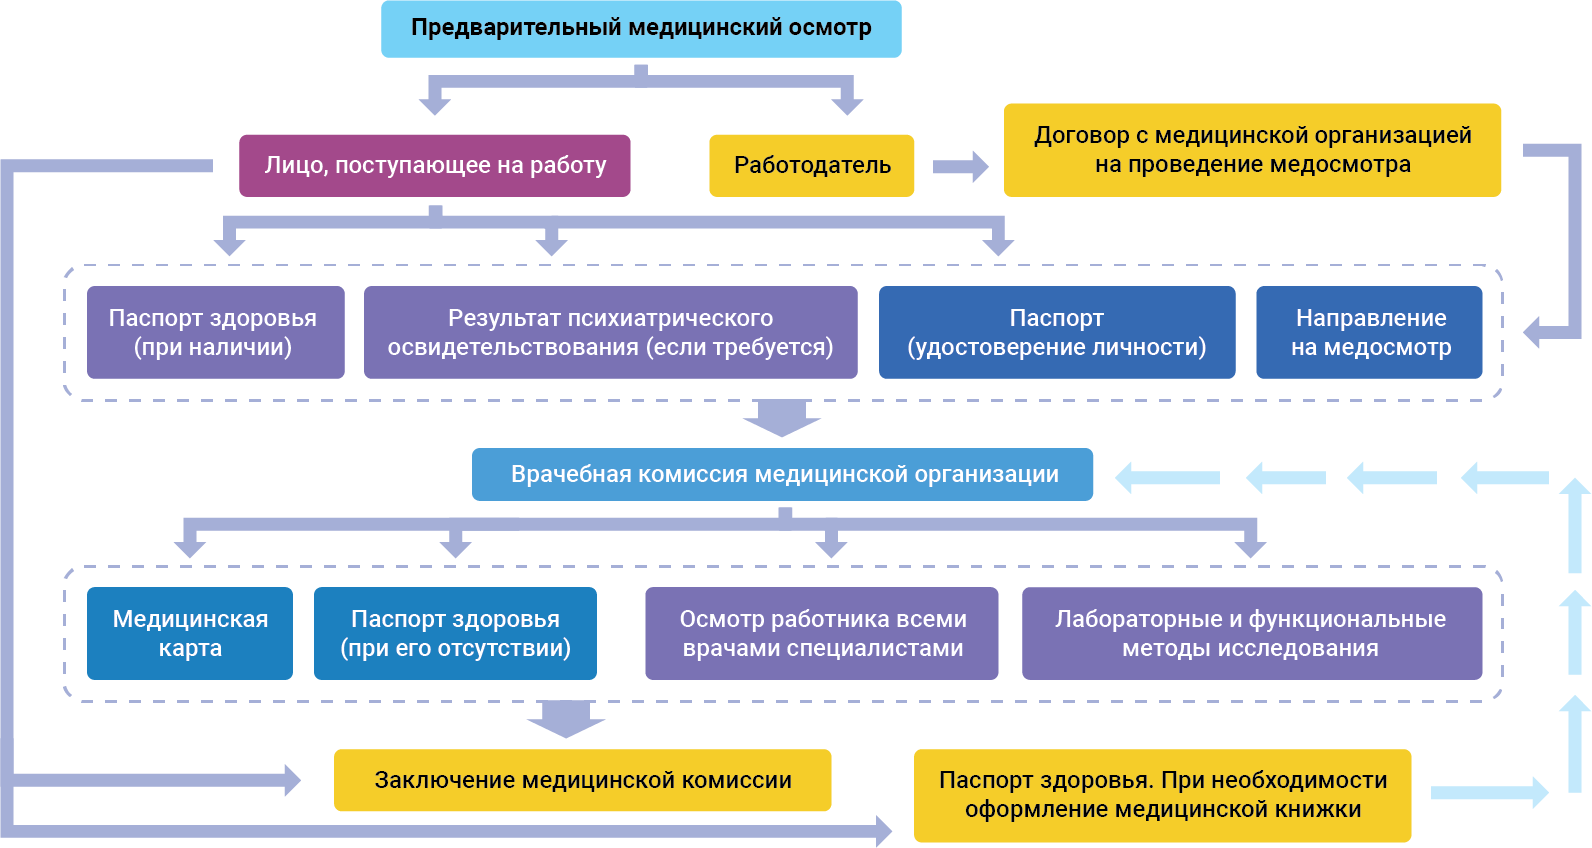 Предварительный медицинский осмотр
Лицо, поступающее на работу
Работодатель
Договор с медицинской организацией
на проведение медосмотра
Паспорт здоровья
(при наличии)
Результат психиатрического
освидетельствования (если требуется)
Паспорт
(удостоверение личности)
Направление
на медосмотр
Врачебная комиссия медицинской организации
Медицинская
карта
Паспорт здоровья
(при его отсутствии)
Осмотр работника всеми
врачами специалистами
Лабораторные и функциональные
методы исследования
Заключение медицинской комиссии
Паспорт здоровья. При необходимости
оформление медицинской книжки